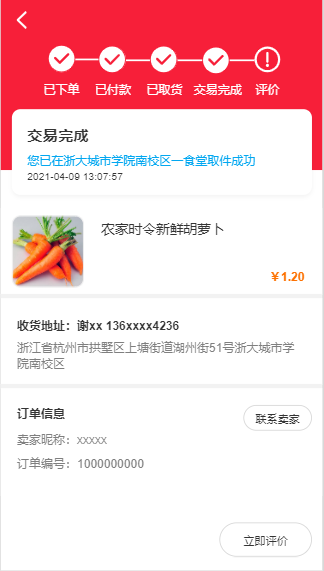 已下单 已付款 已取货 交易完成 评价
交易完成
您已在浙大城市学院南校区一食堂取件成功
2021-04-09 13:07:57
农家时令新鲜胡萝卜
￥1.20
收货地址：谢xx 136xxxx4236
浙江省杭州市拱墅区上塘街道湖州街51号浙大城市学
院南校区
订单信息
联系卖家
卖家昵称：xxxxx
订单编号：1000000000
立即评价